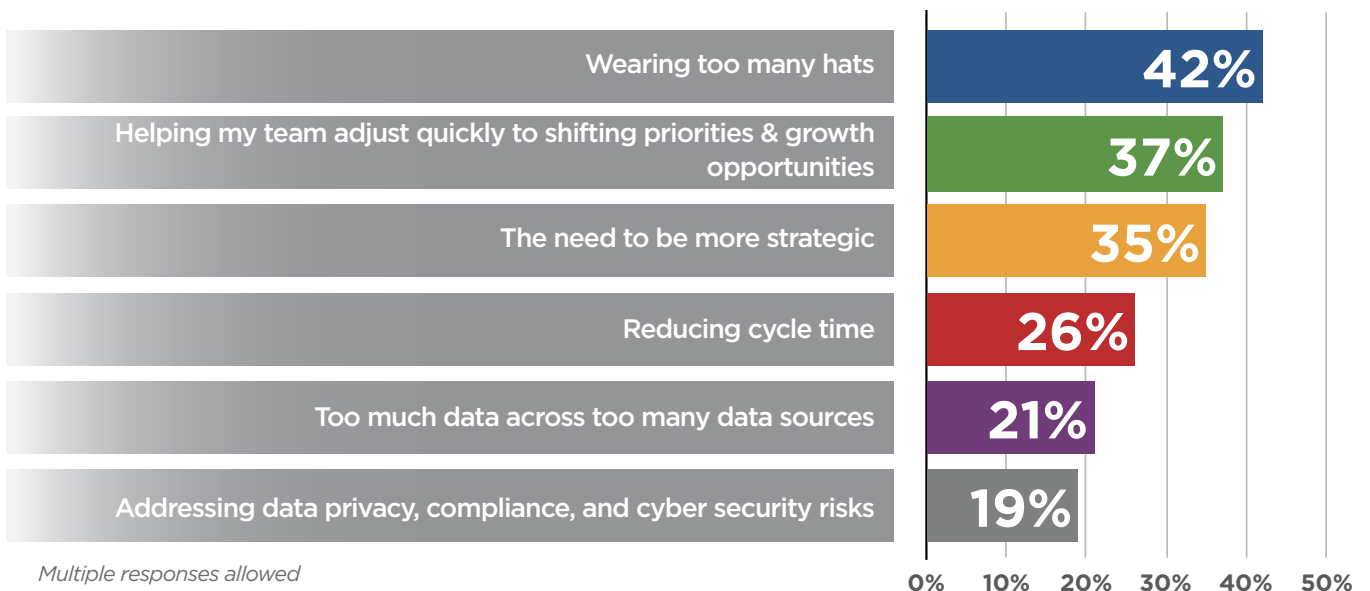 Wearing too many hats
42%
Helping my team adjust quickly to shifting priorities & growth
opportunities
37%
The need to be more strategic
35%
Reducing cycle time
26%
Too much data across too many data sources
21%
Addressing data privacy, compliance, and cyber security risks
19%
Multiple responses allowed
0% 10% 20% 30% 40% 50%